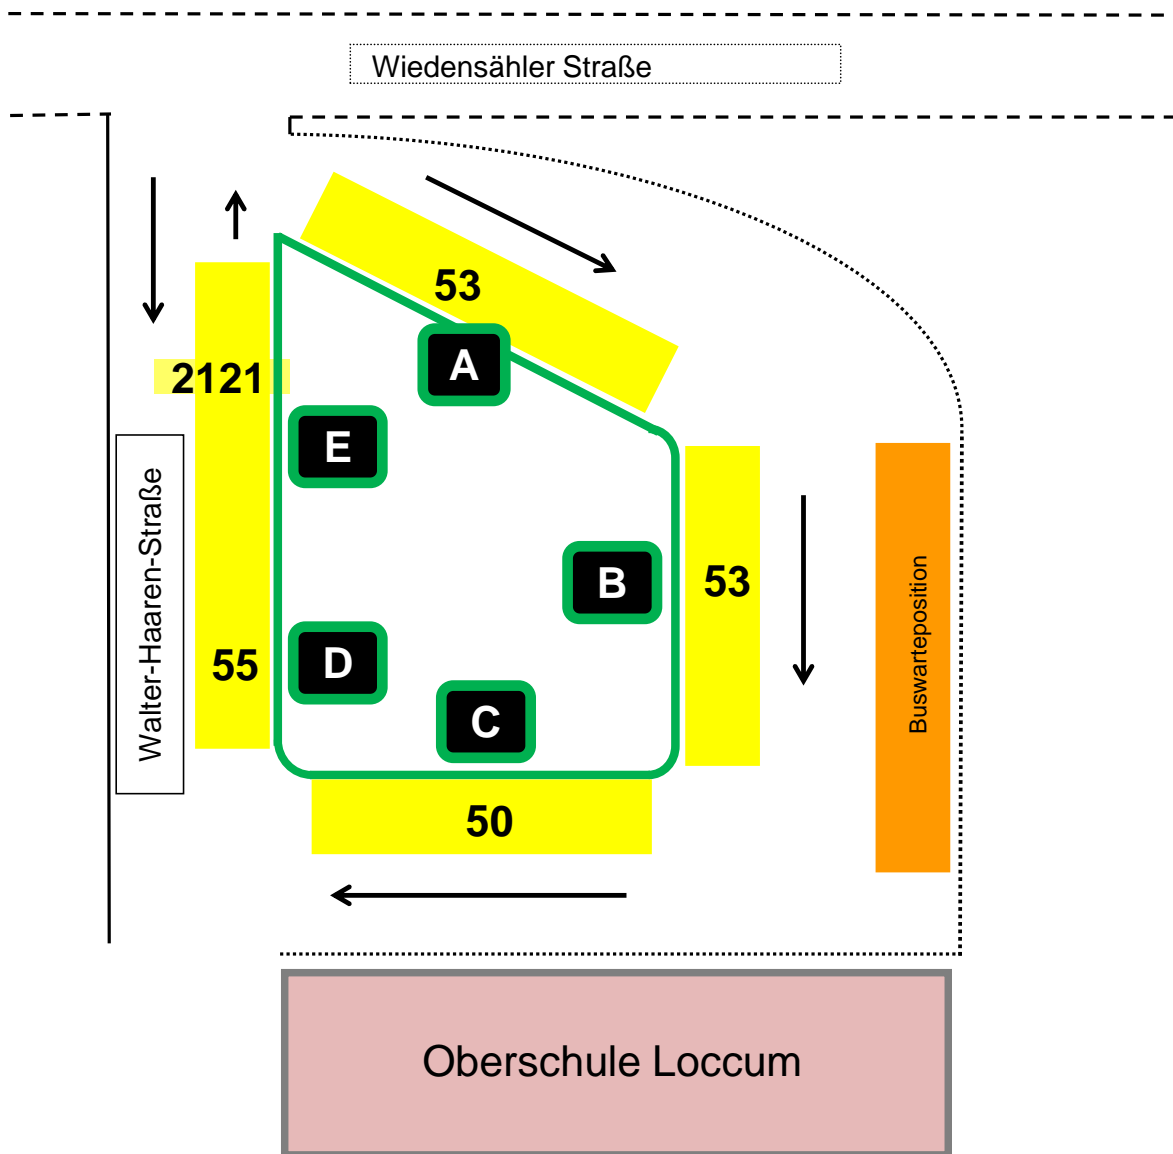 Wiedensähler Straße
53
A
2121
E
Walter-Haaren-Straße
B
53
Buswarteposition
55
D
C
50
Oberschule Loccum